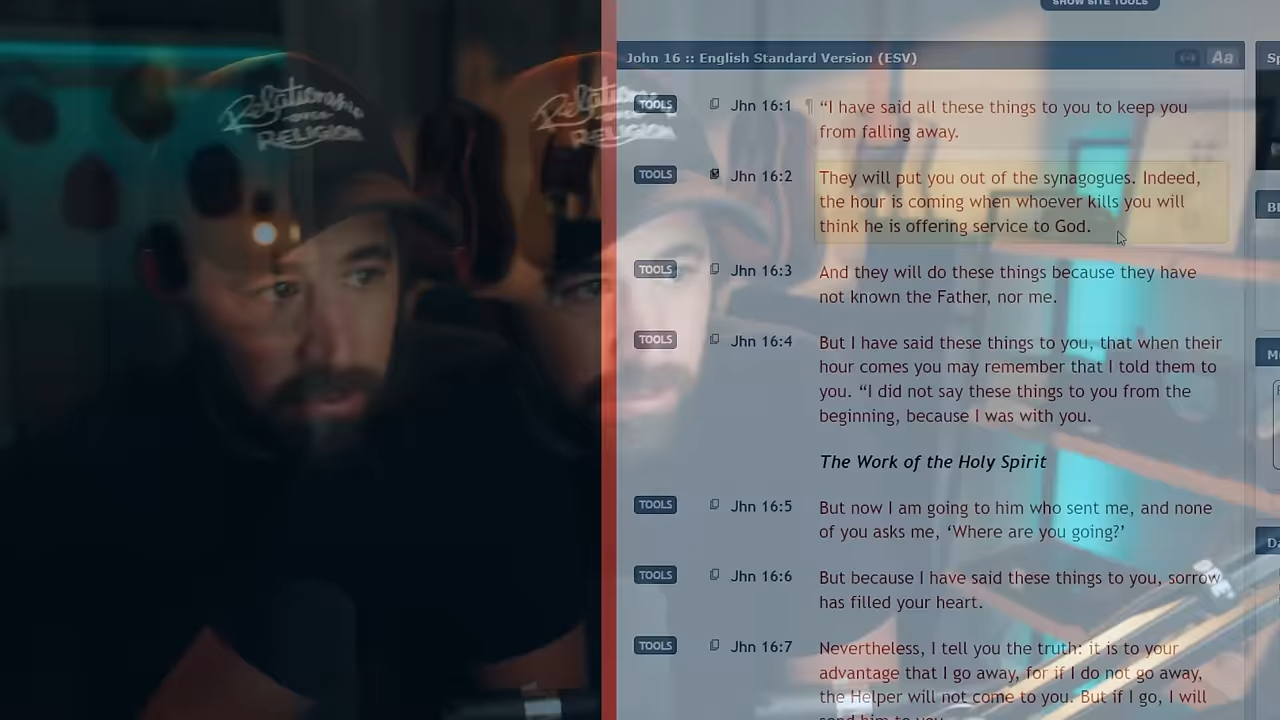 SHOW SITE TOOLS
John 16 :: English Standard Version (ESV)
Aa
Sp
Relationship
OVER
RELIGION
Relationship
RELIGION
TOOLS Jhn 16:1 ¶ “I have said all these things to you to keep you
from falling away.
TOOLS Jhn 16:2 They will put you out of the synagogues. Indeed,
the hour is coming when whoever kills you will
think he is offering service to God.
TOOLS Jhn 16:3 And they will do these things because they have
not known the Father, nor me.
TOOLS Jhn 16:4 But I have said these things to you, that when their
hour comes you may remember that I told them to
you. “I did not say these things to you from the
beginning, because I was with you.
The Work of the Holy Spirit
TOOLS Jhn 16:5 But now I am going to him who sent me, and none
of you asks me, ‘Where are you going?’
TOOLS Jhn 16:6 But because I have said these things to you, sorrow
has filled your heart.
TOOLS Jhn 16:7 Nevertheless, I tell you the truth: it is to your
advantage that I go away, for if I do not go away,
the Helper will not come to you. But if I go, I will
send him to you.